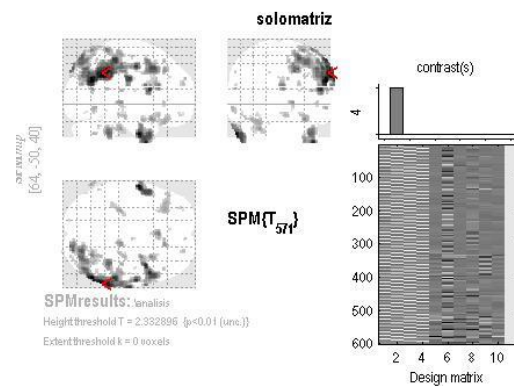 solomatriz
contrast(s)
4
[64, -50, 40]
SPM{T571}
SPMresults: .\analisis
Height threshold T = 2.332896 {p<0.01 (unc.)}
Extent threshold k = 0 voxels
100
200
300
400
500
600
2 4 6 8 10
Design matrix